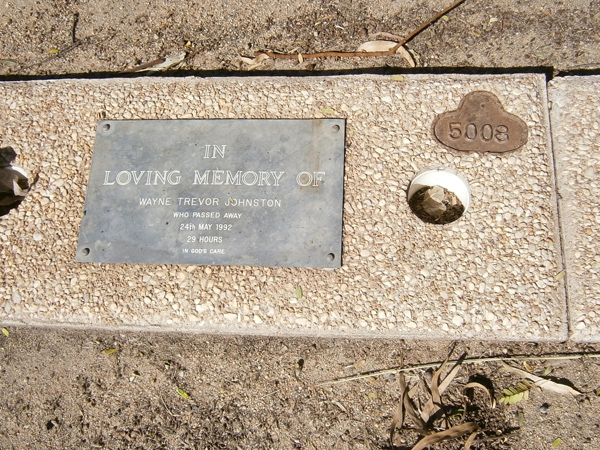 IN
LOVING MEMORY OF
WAYNE TREVOR JOHNSTON
WHO PASSED AWAY
24th MAY 1992
29 HOURS
IN GOD'S CARE
5008